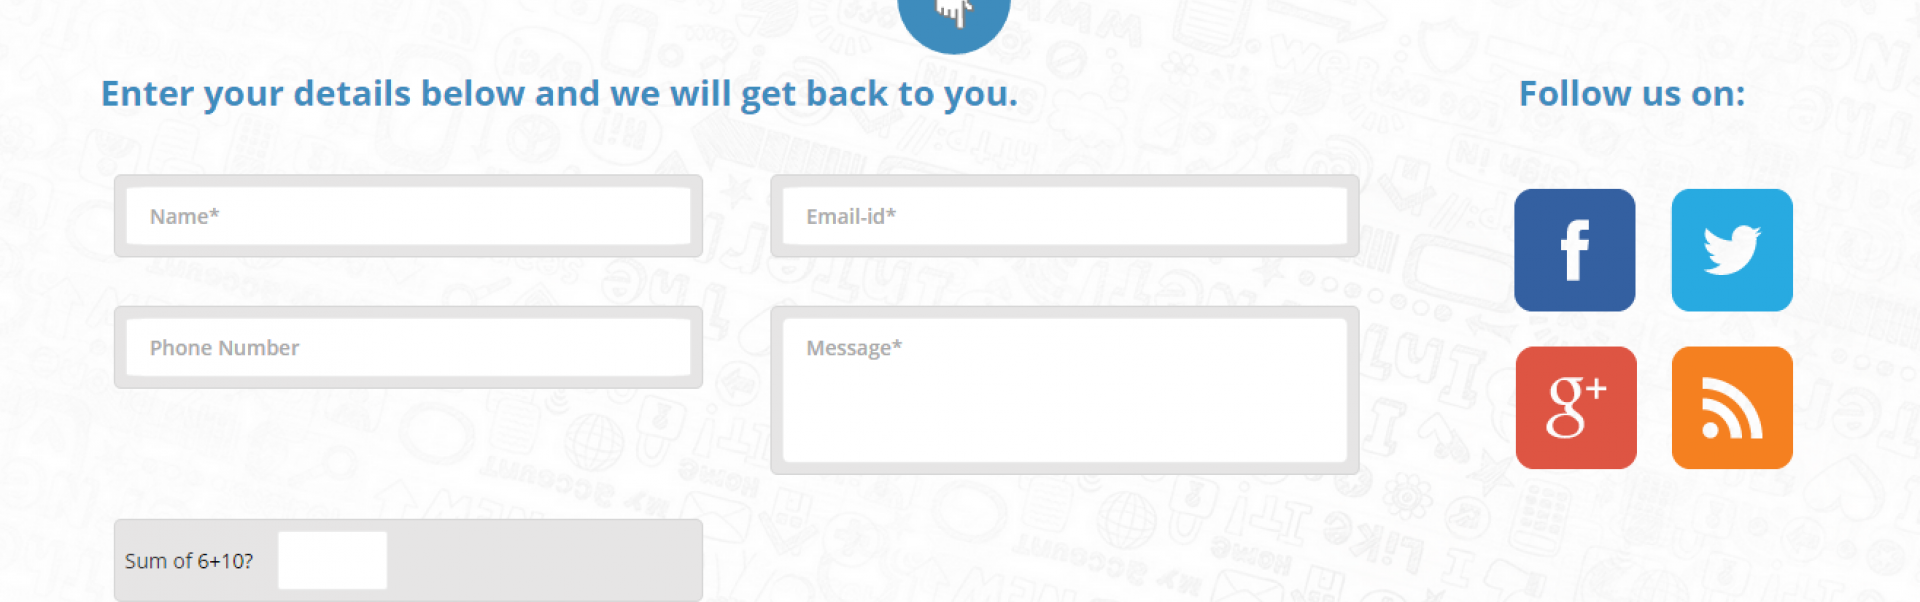 Enter your details below and we will get back to you.
Follow us on:
Name*
Email-id*
Phone Number
Message*
f
g+
Sum of 6+10?